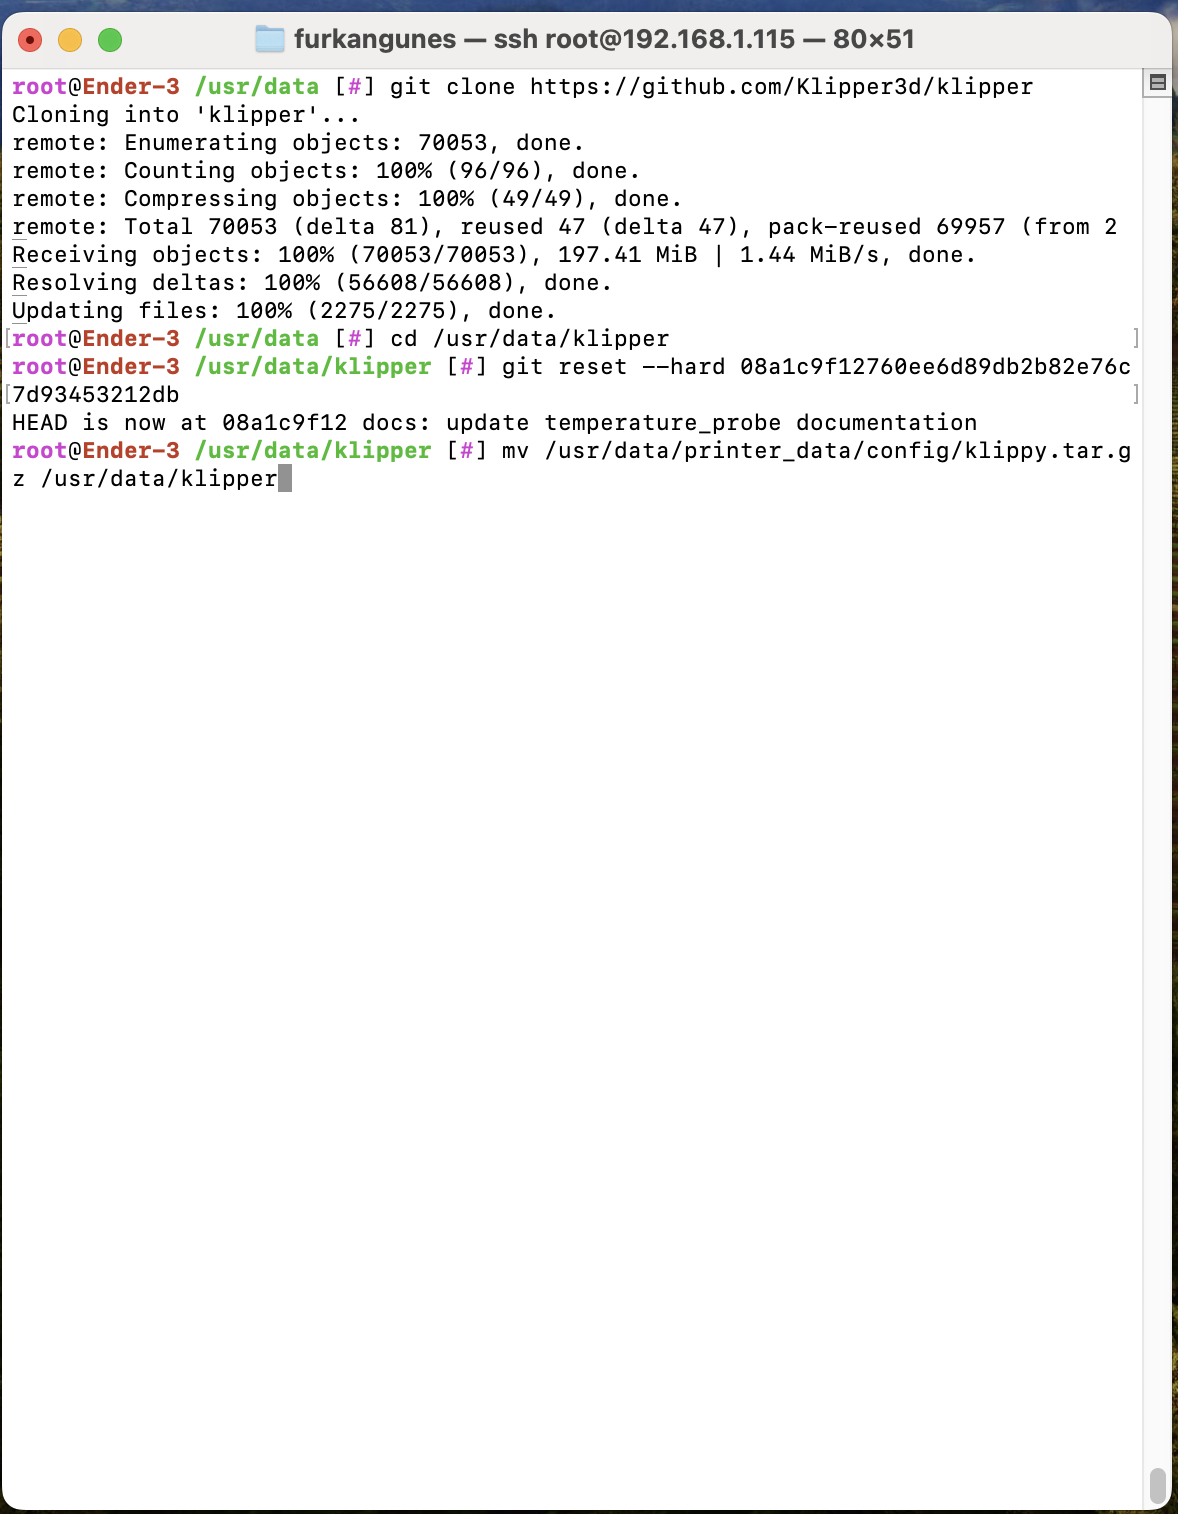 furkangunes — ssh root@192.168.1.115 — 80×51
root@Ender-3 /usr/data [#] git clone https://github.com/Klipper3d/klipper
Cloning into 'klipper'...
remote: Enumerating objects: 70053, done.
remote: Counting objects: 100% (96/96), done.
remote: Compressing objects: 100% (49/49), done.
remote: Total 70053 (delta 81), reused 47 (delta 47), pack-reused 69957 (from 2
Receiving objects: 100% (70053/70053), 197.41 MiB | 1.44 MiB/s, done.
Resolving deltas: 100% (56608/56608), done.
Updating files: 100% (2275/2275), done.
[root@Ender-3 /usr/data [#] cd /usr/data/klipper ]
root@Ender-3 /usr/data/klipper [#] git reset --hard 08a1c9f12760ee6d89db2b82e76c
[7d93453212db ]
HEAD is now at 08a1c9f12 docs: update temperature_probe documentation
root@Ender-3 /usr/data/klipper [#] mv /usr/data/printer_data/config/klippy.tar.g
z /usr/data/klipper